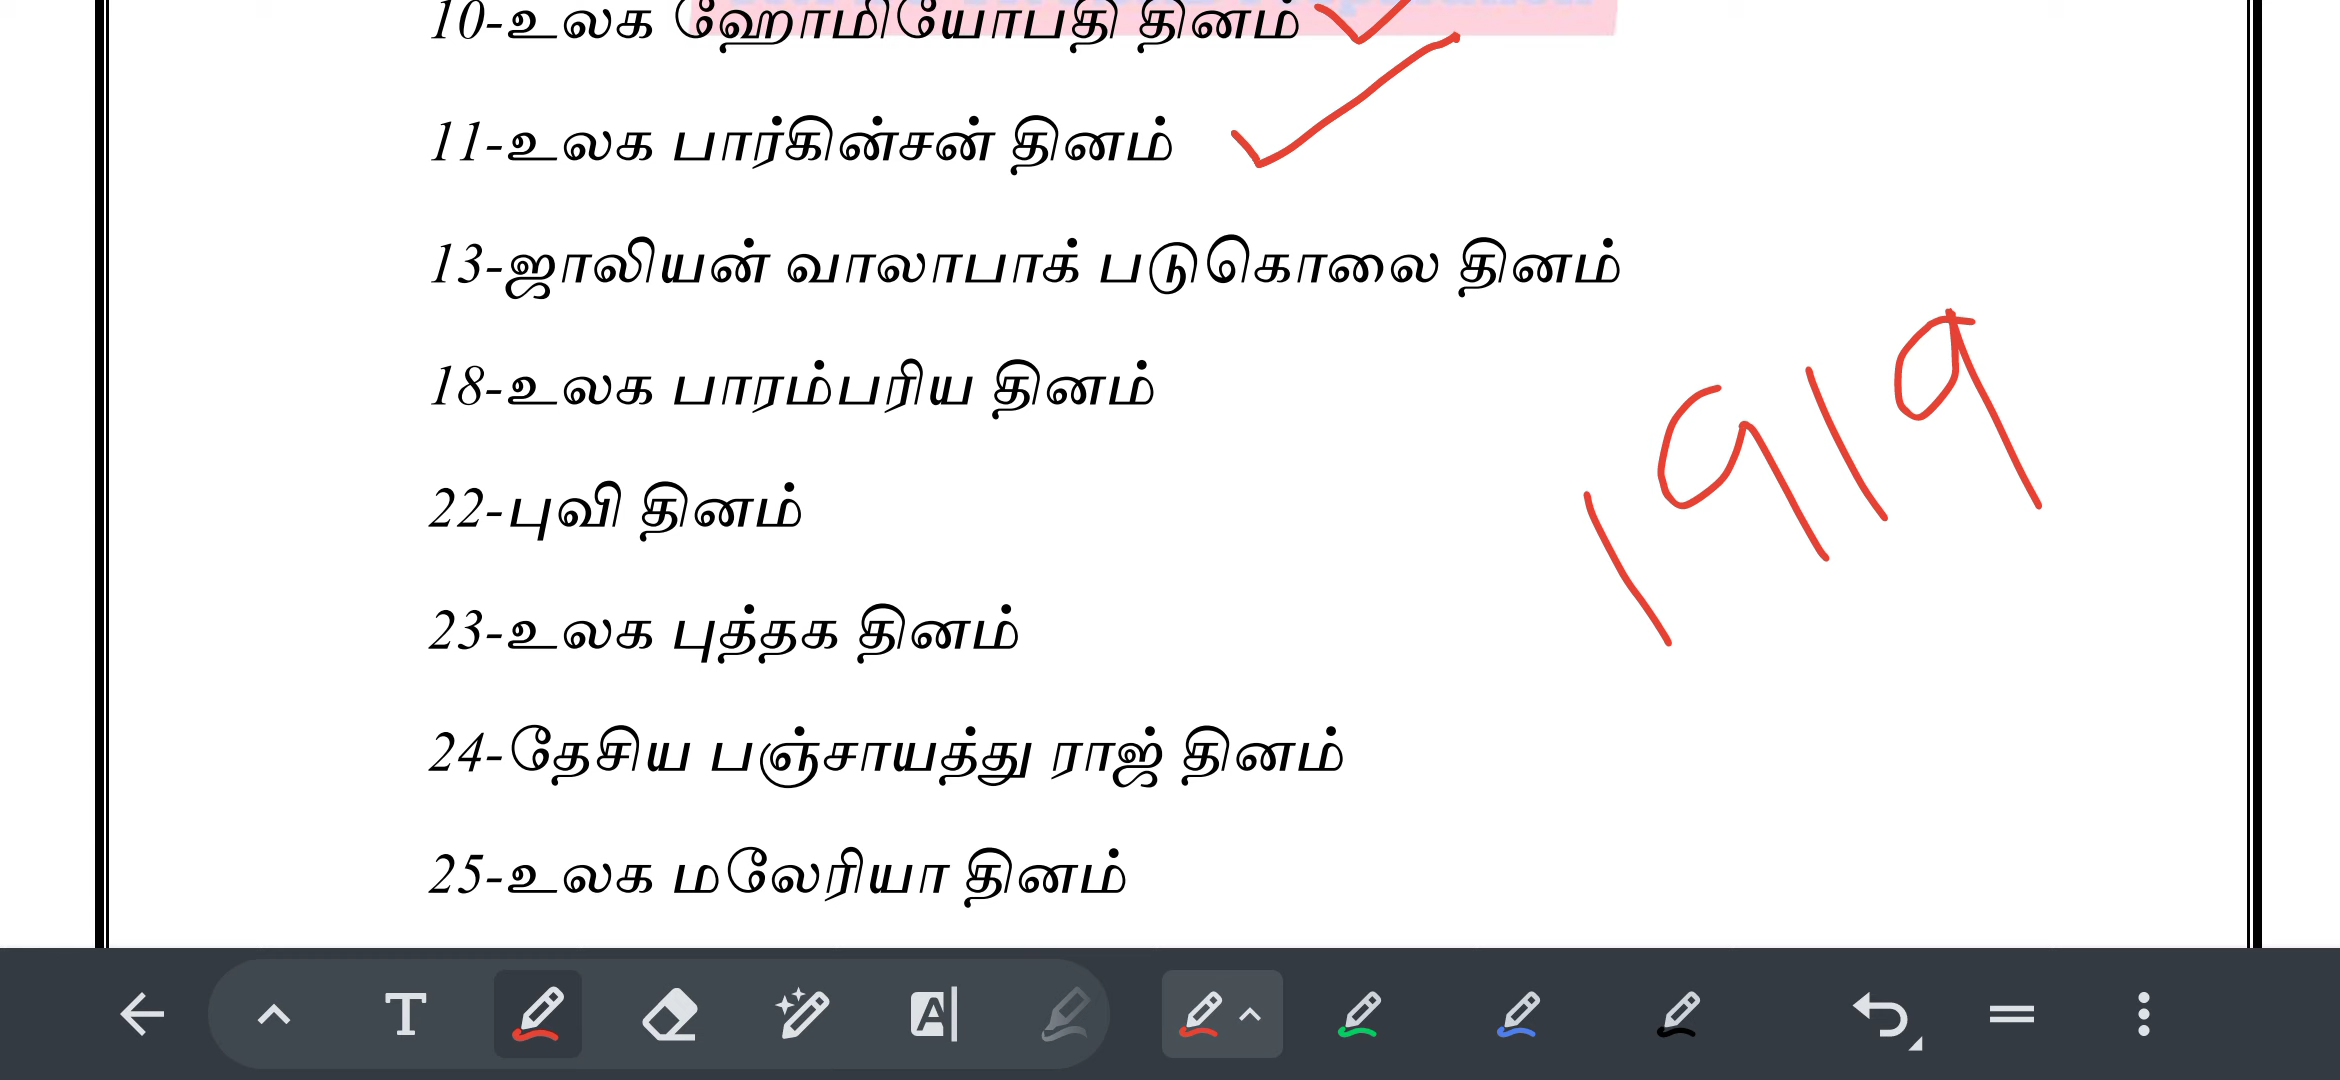 10-உலக ஹோமியோபதி தினம்
11-உலக பார்கின்சன் தினம்
13-ஜாலியன் வாலாபாக் படுகொலை தினம்
18-உலக பாரம்பரிய தினம்
1919
22-புவி தினம்
23-உலக புத்தக தினம்
24-தேசிய பஞ்சாயத்து ராஜ் தினம்
25-உலக மலேரியா தினம்